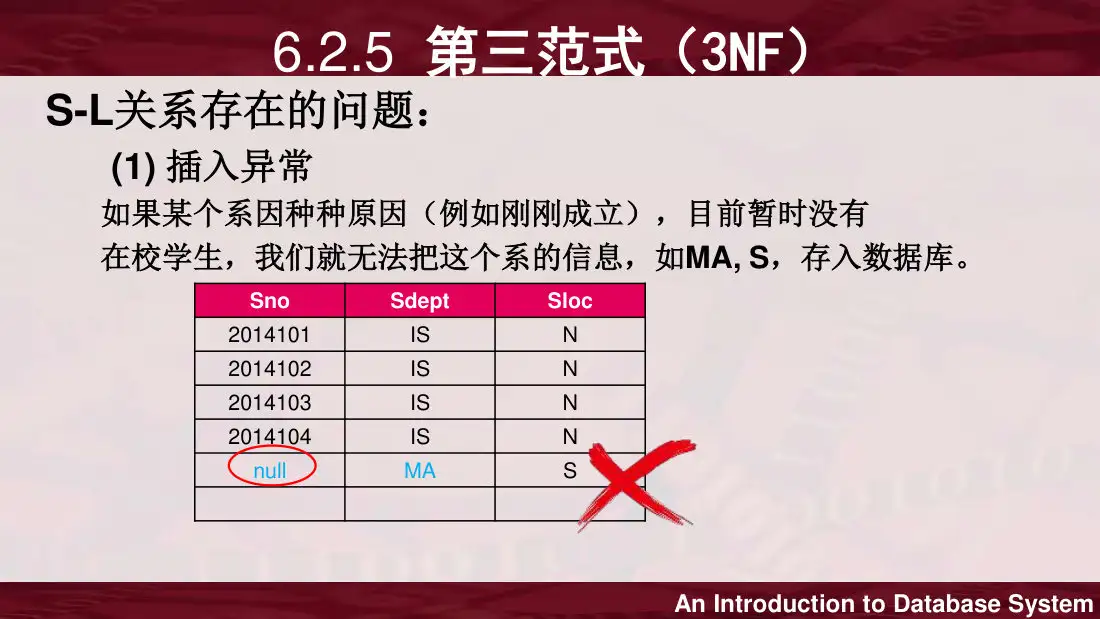 6.2.5 第三范式（3NF）
S-L关系存在的问题：
(1) 插入异常
如果某个系因种种原因（例如刚刚成立），目前暂时没有
在校学生，我们就无法把这个系的信息，如MA, S，存入数据库。
Sno Sdept Sloc
2014101 IS N
2014102 IS N
2014103 IS N
2014104 IS N
null MA S
An Introduction to Database System